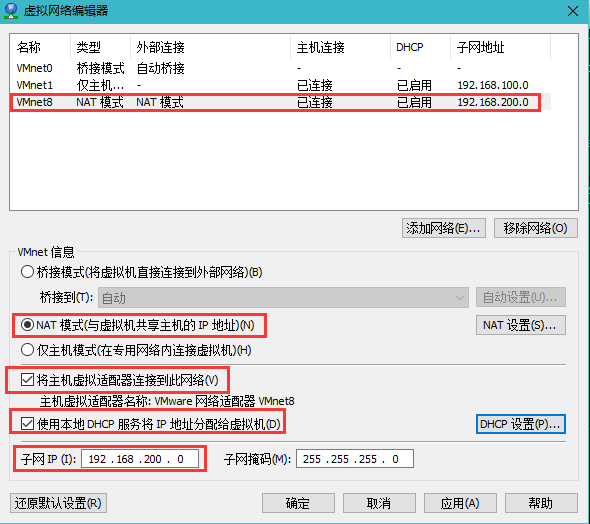 虚拟网络编辑器
名称 类型 外部连接 主机连接 DHCP 子网地址
VMnet0 桥接模式 自动桥接 - - -
VMnet1 仅主机... - 已连接 已启用 192.168.100.0
VMnet8 NAT 模式 NAT 模式 已连接 已启用 192.168.200.0
添加网络(E)... 移除网络(O)
VMnet 信息
桥接模式(将虚拟机直接连接到外部网络)(B)
桥接到(T): 自动 自动设置(U)...
NAT 模式(与虚拟机共享主机的 IP 地址)(N) NAT 设置(S)...
仅主机模式(在专用网络内连接虚拟机)(H)
将主机虚拟适配器连接到此网络(V)
主机虚拟适配器名称: VMware 网络适配器 VMnet8
使用本地 DHCP 服务将 IP 地址分配给虚拟机(D) DHCP 设置(P)...
子网 IP (I): 192 .168 .200 . 0 子网掩码(M): 255 .255 .255 . 0
还原默认设置(R) 确定 取消 应用(A) 帮助